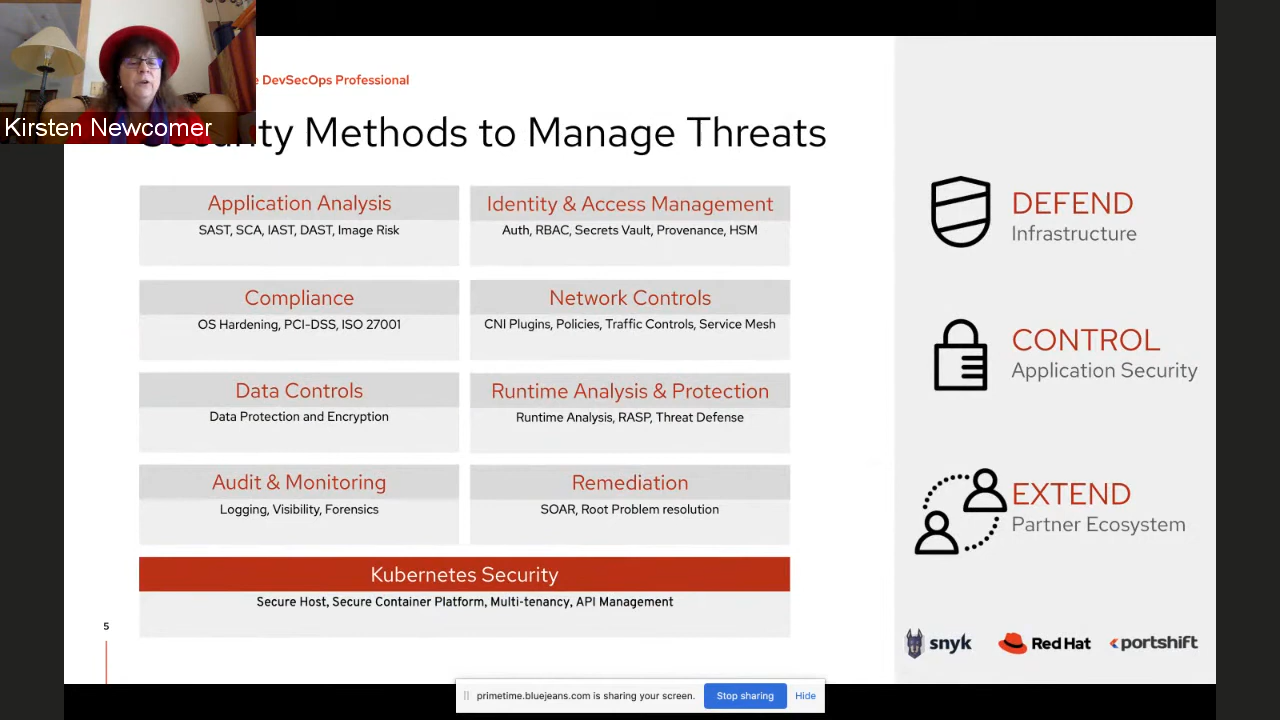 DevSecOps Professional
Kirsten Newcomer
Methods to Manage Threats
Application Analysis
SAST, SCA, IAST, DAST, Image Risk
Identity & Access Management
Auth, RBAC, Secrets Vault, Provenance, HSM
Compliance
OS Hardening, PCI-DSS, ISO 27001
Network Controls
CNI Plugins, Policies, Traffic Controls, Service Mesh
Data Controls
Data Protection and Encryption
Runtime Analysis & Protection
Runtime Analysis, RASP, Threat Defense
Audit & Monitoring
Logging, Visibility, Forensics
Remediation
SOAR, Root Problem resolution
Kubernetes Security
Secure Host, Secure Container Platform, Multi-tenancy, API Management
5
DEFEND
Infrastructure
CONTROL
Application Security
EXTEND
Partner Ecosystem
snyk
Red Hat
portshift
primetime.bluejeans.com is sharing your screen.
Stop sharing
Hide